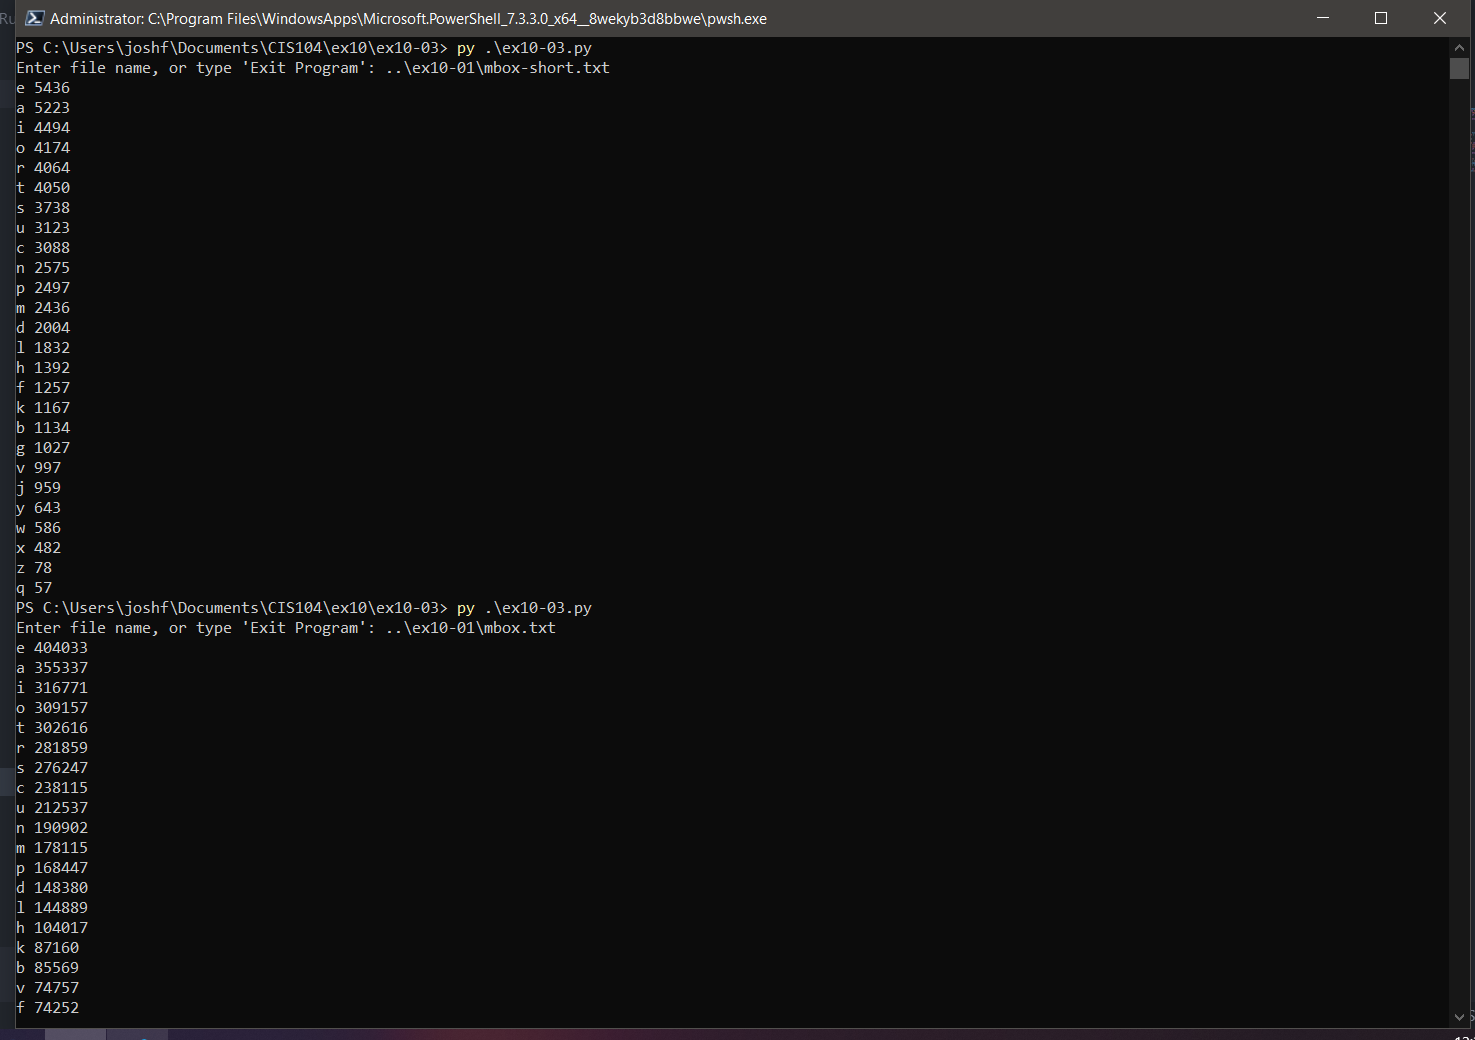 Administrator: C:\Program Files\WindowsApps\Microsoft.PowerShell_7.3.3.0_x64__8wekyb3d8bbwe\pwsh.exe
PS C:\Users\joshf\Documents\CIS104\ex10\ex10-03> py .\ex10-03.py
Enter file name, or type 'Exit Program': ..\ex10-01\mbox-short.txt
e 5436
a 5223
i 4494
o 4174
r 4064
t 4050
s 3738
u 3123
c 3088
n 2575
p 2497
m 2436
d 2004
l 1832
h 1392
f 1257
k 1167
b 1134
g 1027
v 997
j 959
y 643
w 586
x 482
z 78
q 57
PS C:\Users\joshf\Documents\CIS104\ex10\ex10-03> py .\ex10-03.py
Enter file name, or type 'Exit Program': ..\ex10-01\mbox.txt
e 404033
a 355337
i 316771
o 309157
t 302616
r 281859
s 276247
c 238115
u 212537
n 190902
m 178115
p 168447
d 148380
l 144889
h 104017
k 87160
b 85569
v 74757
f 74252